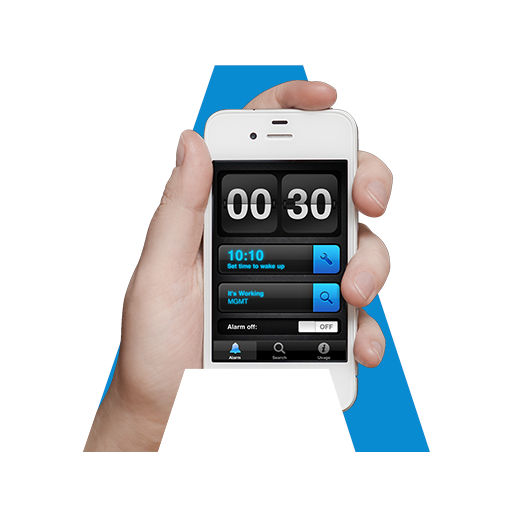 00 30
10:10
Set time to wake up
It's Working
MGMT
Alarm off: OFF
Alarm Search Usage